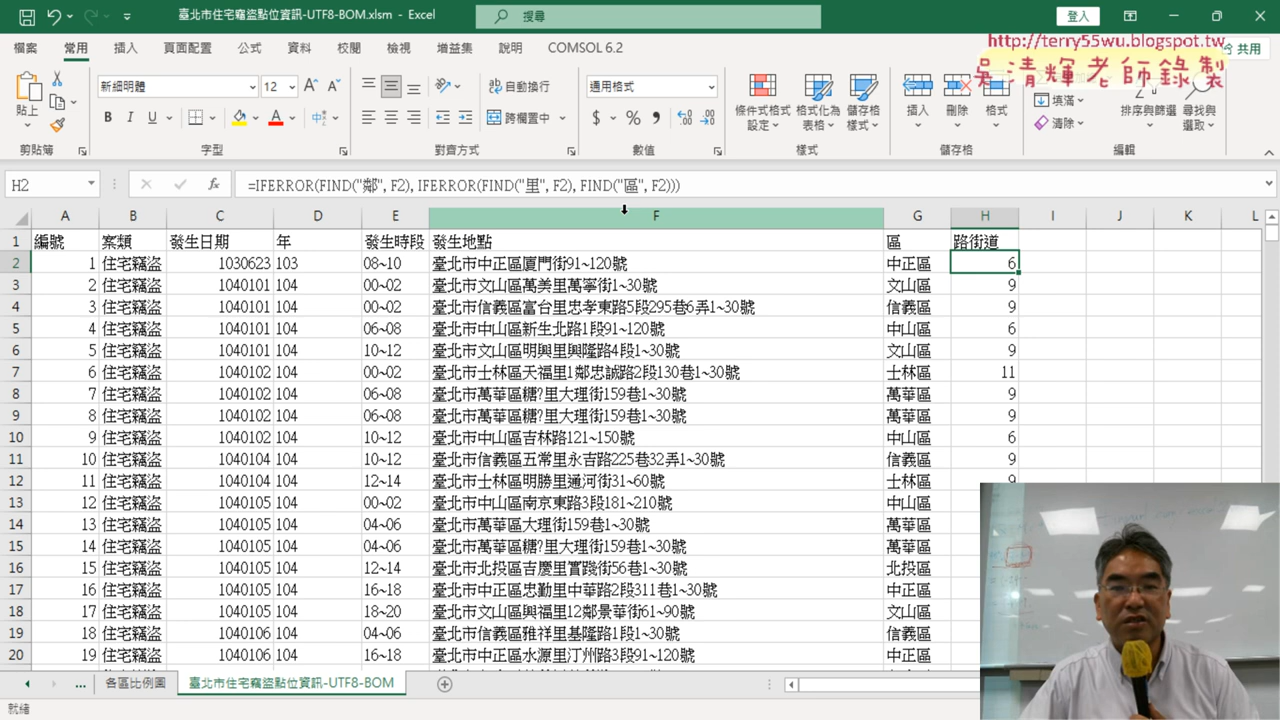 臺北市住宅竊盜點位資訊-UTF8-BOM.xlsm - Excel
搜尋
登入
檔案 常用 插入 頁面配置 公式 資料 校閱 檢視 增益集 說明 COMSOL 6.2
共用
http://terry55wu.blogspot.tw
吳清輝老師錄製
貼上
新細明體 12
B I U
中
自動換行
跨欄置中
通用格式
$ % ,
條件式格式設定
格式化為表格
儲存格樣式
插入 刪除 格式
填滿
清除
排序與篩選
尋找與選取
剪貼簿 字型 對齊方式 數值 樣式 儲存格 編輯
H2
fx
=IFERROR(FIND("鄰", F2), IFERROR(FIND("里", F2), FIND("區", F2)))
A B C D E F G H I J K L
1 編號 案類 發生日期 年 發生時段 發生地點 區 路街道
2 1 住宅竊盜 1030623 103 08~10 臺北市中正區廈門街91~120號 中正區 6
3 2 住宅竊盜 1040101 104 00~02 臺北市文山區萬美里萬寧街1~30號 文山區 9
4 3 住宅竊盜 1040101 104 00~02 臺北市信義區富台里忠孝東路5段295巷6弄1~30號 信義區 9
5 4 住宅竊盜 1040101 104 06~08 臺北市中山區新生北路1段91~120號 中山區 6
6 5 住宅竊盜 1040101 104 10~12 臺北市文山區明興里興隆路4段1~30號 文山區 9
7 6 住宅竊盜 1040102 104 00~02 臺北市士林區天福里1鄰忠誠路2段130巷1~30號 士林區 11
8 7 住宅竊盜 1040102 104 06~08 臺北市萬華區糖?里大理街159巷1~30號 萬華區 9
9 8 住宅竊盜 1040102 104 06~08 臺北市萬華區糖?里大理街159巷1~30號 萬華區 9
10 9 住宅竊盜 1040102 104 10~12 臺北市中山區吉林路121~150號 中山區 6
11 10 住宅竊盜 1040104 104 10~12 臺北市信義區五常里永吉路225巷32弄1~30號 信義區 9
12 11 住宅竊盜 1040104 104 12~14 臺北市士林區明勝里通河街31~60號 士林區 9
13 12 住宅竊盜 1040105 104 00~02 臺北市中山區南京東路3段181~210號 中山區
14 13 住宅竊盜 1040105 104 04~06 臺北市萬華區大理街159巷1~30號 萬華區
15 14 住宅竊盜 1040105 104 04~06 臺北市萬華區糖?里大理街159巷1~30號 萬華區
16 15 住宅竊盜 1040105 104 12~14 臺北市北投區吉慶里實踐街56巷1~30號 北投區
17 16 住宅竊盜 1040105 104 16~18 臺北市中正區忠勤里中華路2段311巷1~30號 中正區
18 17 住宅竊盜 1040105 104 18~20 臺北市文山區興福里12鄰景華街61~90號 文山區
19 18 住宅竊盜 1040106 104 04~06 臺北市信義區雅祥里基隆路1段1~30號 信義區
20 19 住宅竊盜 1040106 104 16~18 臺北市中正區水源里汀州路3段91~120號 中正區
... 各區比例圖 臺北市住宅竊盜點位資訊-UTF8-BOM
就緒